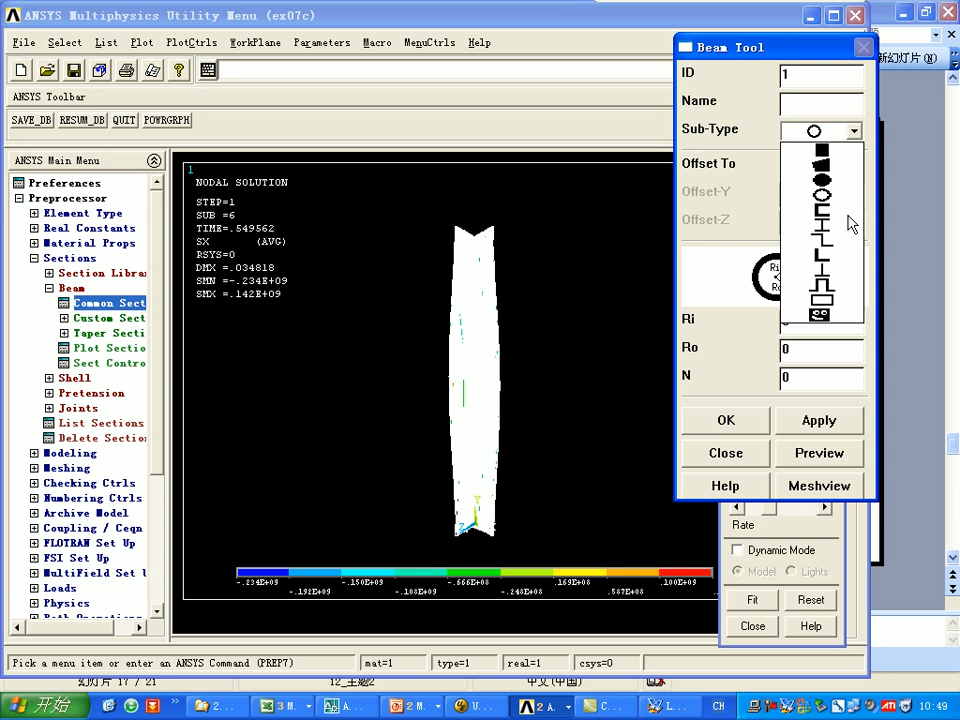 ANSYS Multiphysics Utility Menu (ex07c)
File Select List Plot PlotCtrls WorkPlane Parameters Macro MenuCtrls Help
ANSYS Toolbar
SAVE_DB RESUM_DB QUIT POWRGRPH
ANSYS Main Menu
Preferences
Preprocessor
Element Type
Real Constants
Material Props
Sections
Section Libra
Beam
Common Sect
Custom Sect
Taper Secti
Plot Sectio
Sect Contro
Shell
Pretension
Joints
List Sections
Delete Sectio
Modeling
Meshing
Checking Ctrls
Numbering Ctrls
Archive Model
Coupling / Ceqn
FLOTRAN Set Up
FSI Set Up
MultiField Set U
Loads
Physics
1
NODAL SOLUTION
STEP=1
SUB =6
TIME=.549562
SX (AVG)
RSYS=0
DMX =.034818
SMN =-.234E+09
SMX =.142E+09
Y
Z
-.234E+09 -.150E+09 -.666E+08 .169E+08 .100E+09
-.192E+09 -.108E+09 -.248E+08 .587E+08
Beam Tool
ID 1
Name
Sub-Type
Offset To
Offset-Y
Offset-Z
Ri
Ri
Ro 0
N 0
OK Apply
Close Preview
Help Meshview
Rate
Dynamic Mode
Model Lights
Fit Reset
Close Help
新幻灯片(N)
Pick a menu item or enter an ANSYS Command (PREP7) mat=1 type=1 real=1 csys=0
幻灯片 17 / 21 12_主题2 中文(中国)
开始 2... 3 M A... 2 M U... 2 A. C... L... CH 10:49